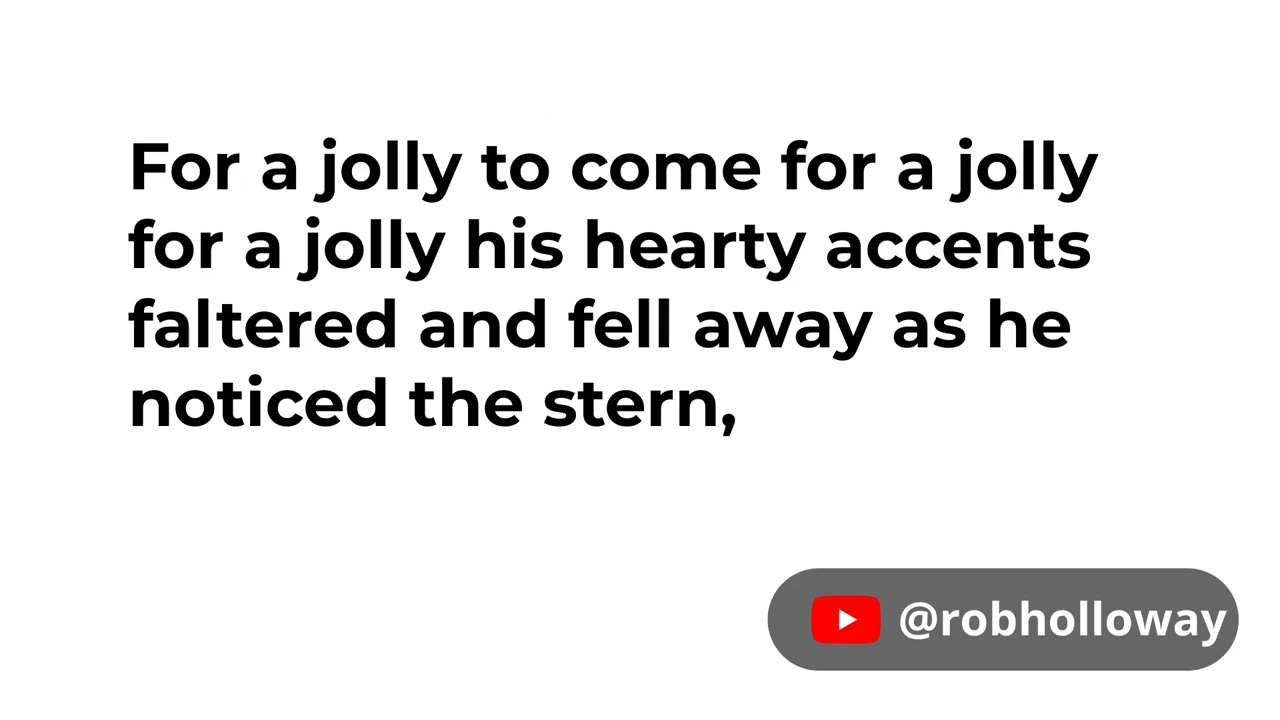 For a jolly to come for a jolly
for a jolly his hearty accents
faltered and fell away as he
noticed the stern,
@robholloway